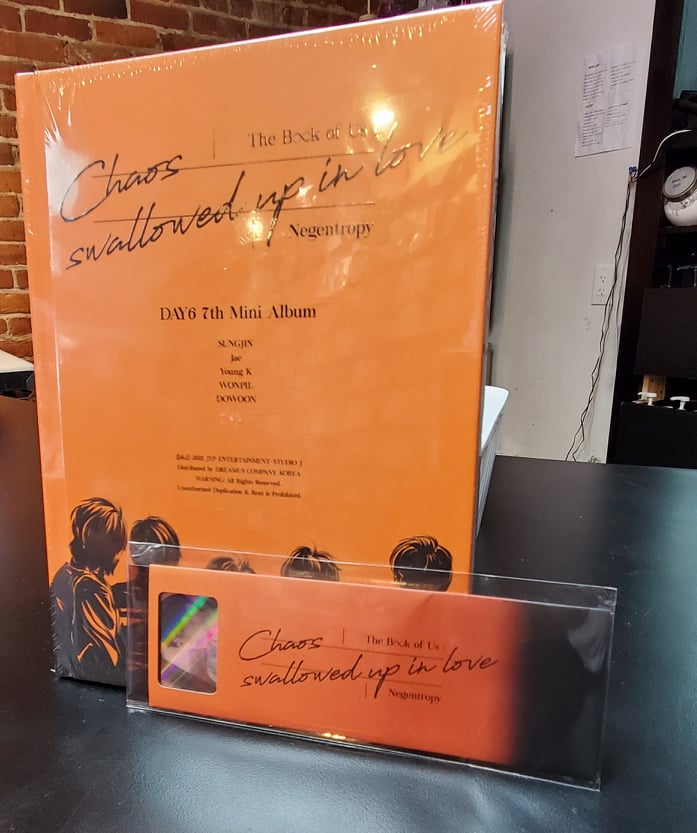 The Book of Us :
Chaos
swallowed up in love
Negentropy
DAY6 7th Mini Album
SUNGJIN
Jae
Young K
WONPIL
DOWOON
2021 JYP ENTERTAINMENT·STUDIO J
Distributed by DREAMUS COMPANY, KOREA
WARNING: All Rights Reserved.
Unauthorized Duplication & Rent is Prohibited.
The Book of Us :
Chaos
swallowed up in love
Negentropy